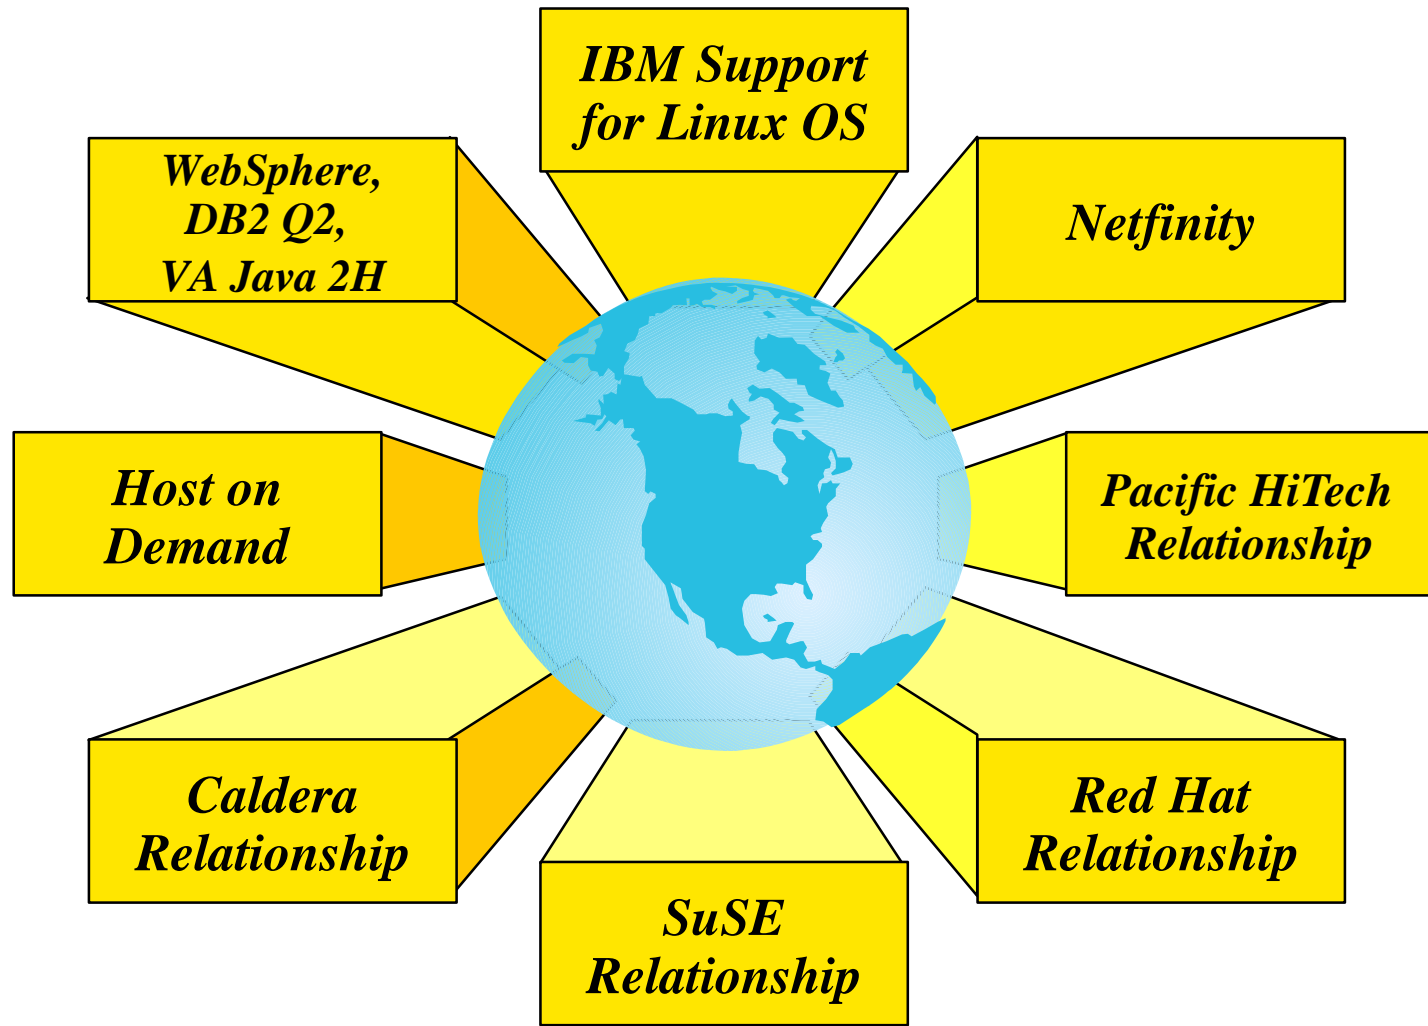 IBM Support
for Linux OS
WebSphere,
DB2 Q2,
VA Java 2H
Netfinity
Host on
Demand
Pacific HiTech
Relationship
Caldera
Relationship
Red Hat
Relationship
SuSE
Relationship